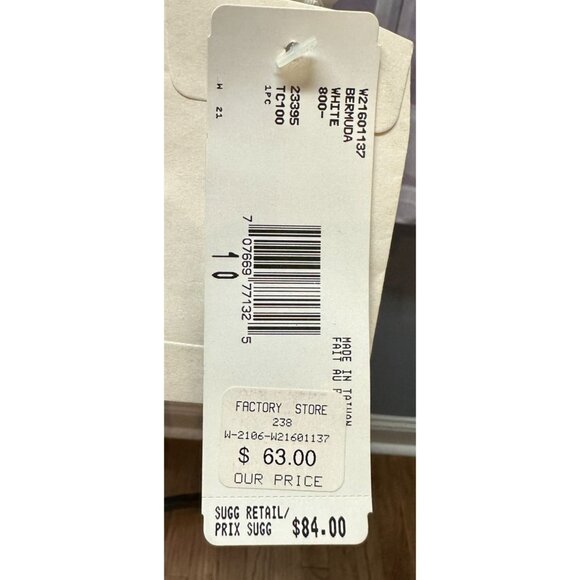 W21601137
BERMUDA
WHITE
800-
23395
TC100
1PC
W 21
7 07669 77132 5
10
MADE IN TAIWAN
FAIT AU
FACTORY STORE
238
W-2106-W21601137
$ 63.00
OUR PRICE
SUGG RETAIL/
PRIX SUGG $84.00